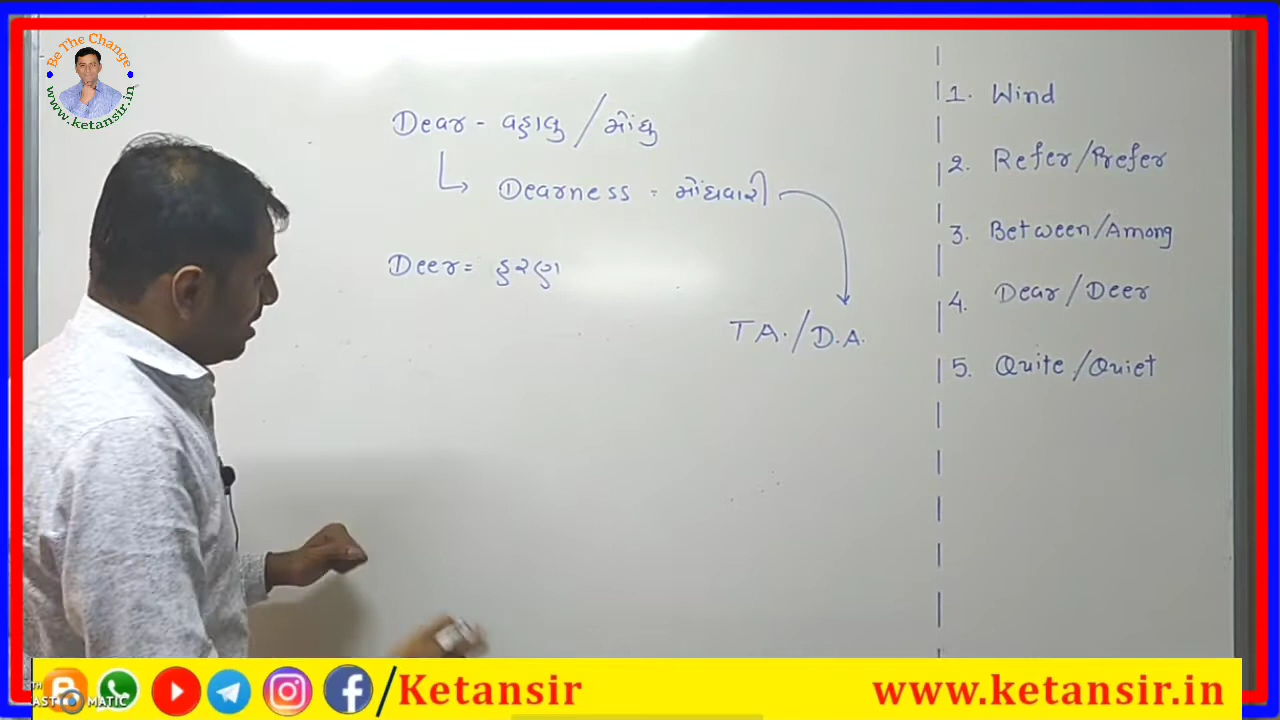 Be The Change
www.ketansir.in
Dear - વહાલુ / મોંઘુ
Dearness = મોંઘવારી
Deer = હરણ
TA. / D.A.
1. Wind
2. Refer/Prefer
3. Between/Among
4. Dear/Deer
5. Quite/Quiet
/Ketansir
www.ketansir.in